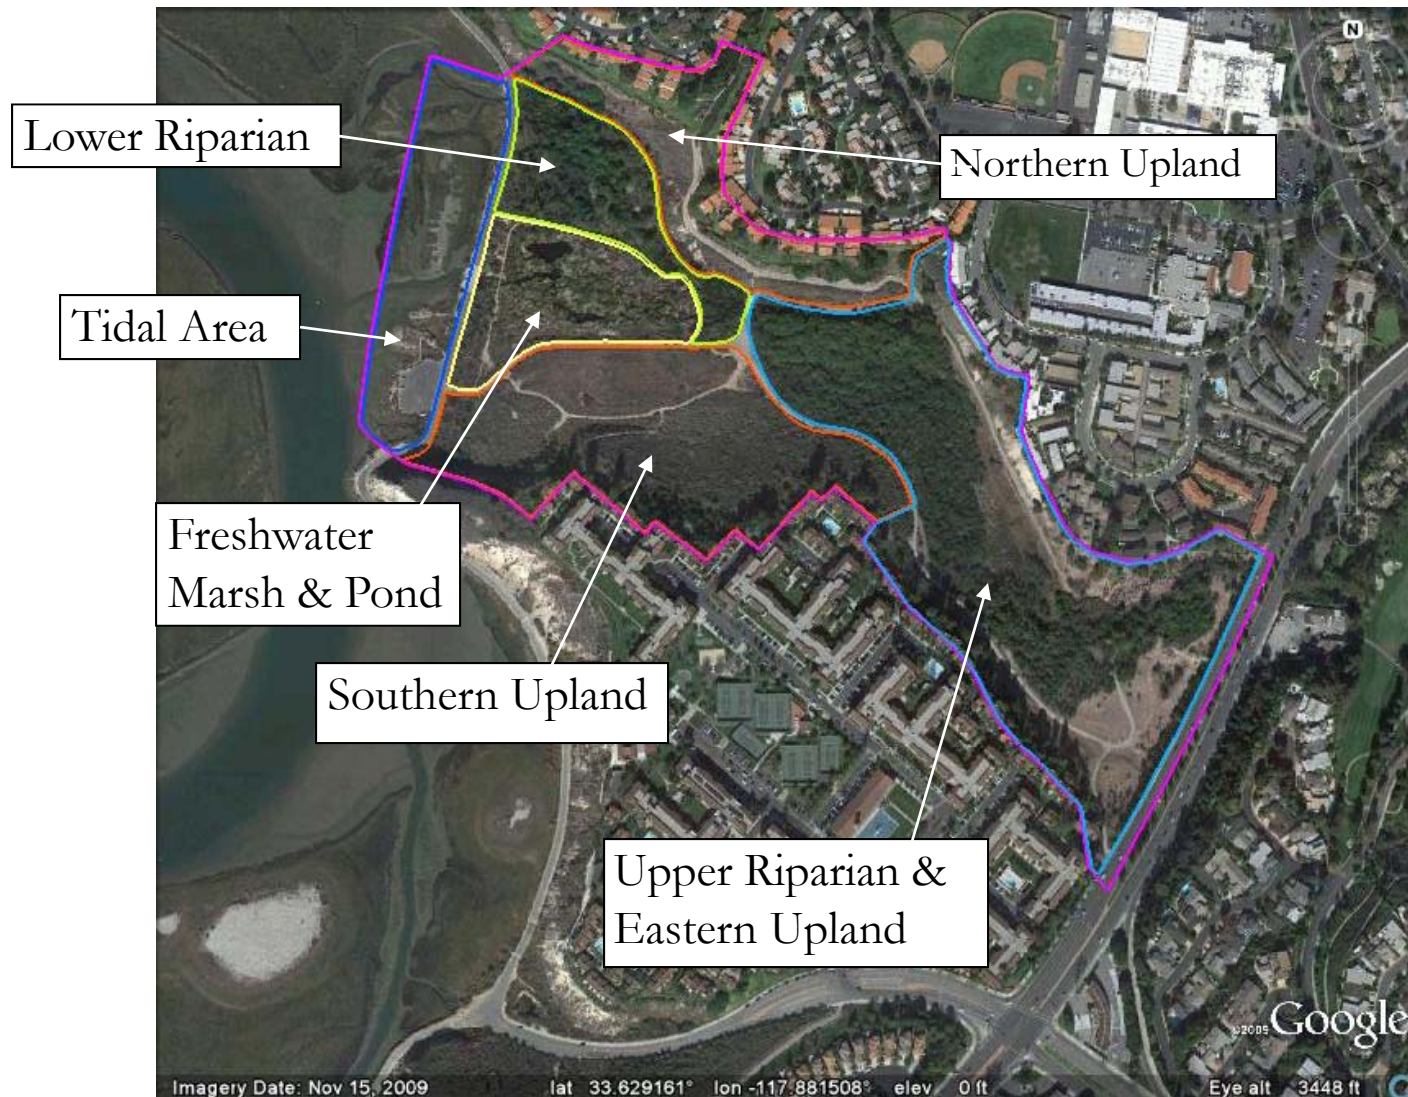 N
Lower Riparian
Northern Upland
Tidal Area
Freshwater
Marsh & Pond
Southern Upland
Upper Riparian &
Eastern Upland
©2009 Google
Imagery Date: Nov 15, 2009 lat 33.629161° lon -117.881508° elev 0 ft Eye alt 3448 ft